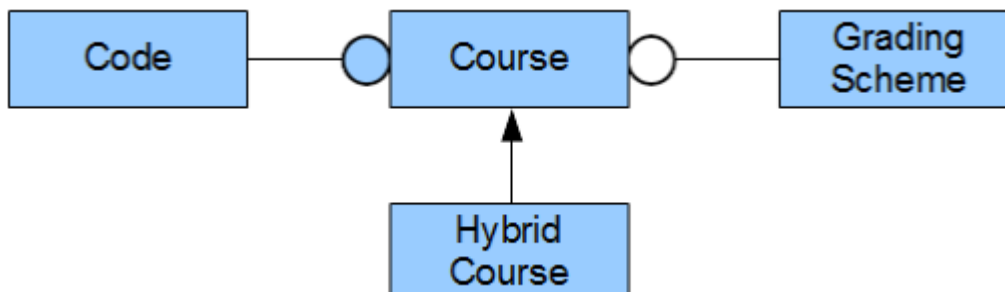 Code
Course
Grading
Scheme
Hybrid
Course